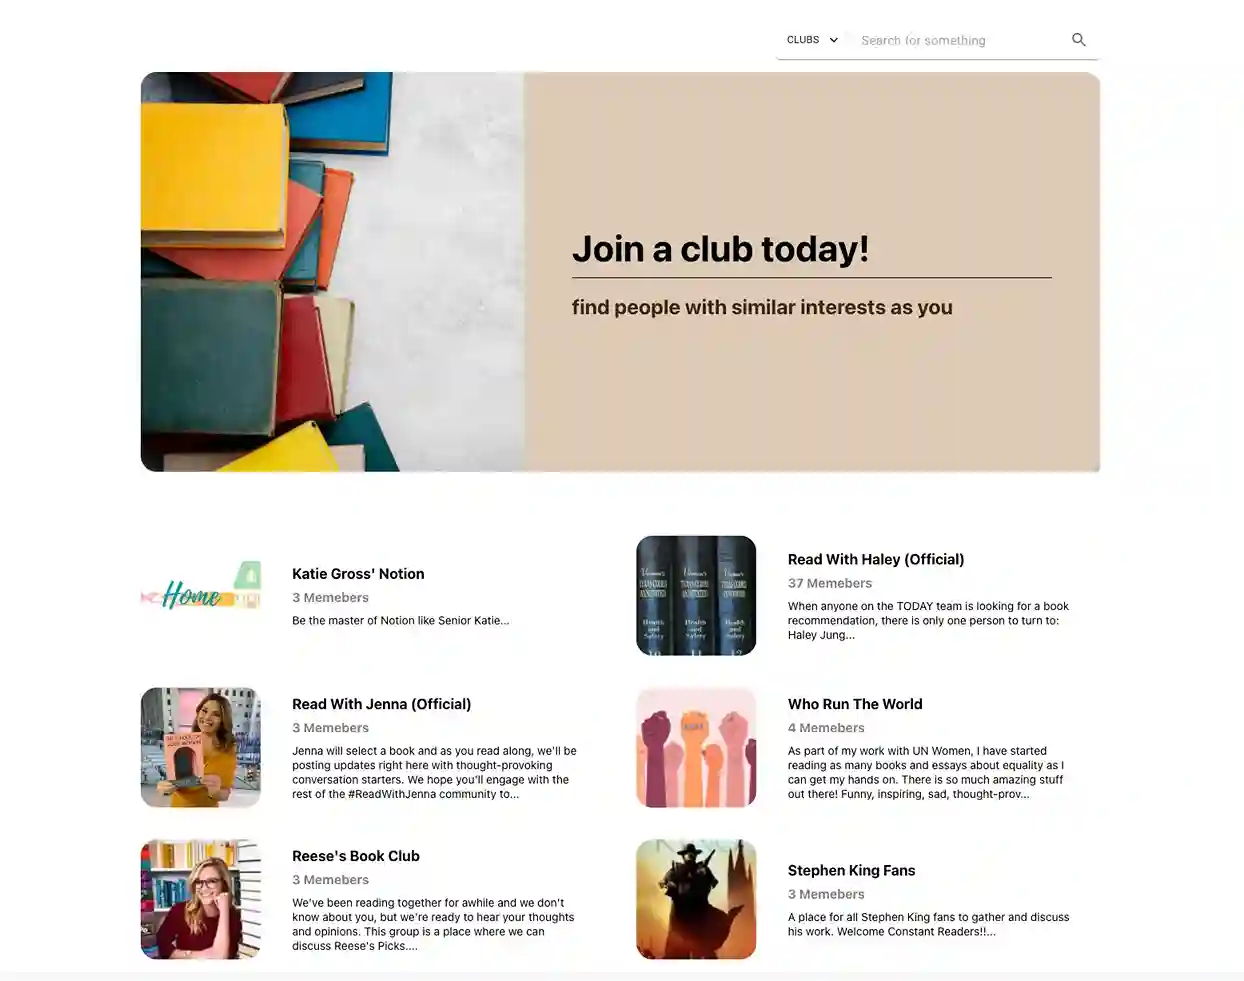 CLUBS
Search for something
Join a club today!
find people with similar interests as you
Home
Katie Gross' Notion
3 Memebers
Be the master of Notion like Senior Katie...
Read With Haley (Official)
37 Memebers
When anyone on the TODAY team is looking for a book
recommendation, there is only one person to turn to:
Haley Jung...
Read With Jenna (Official)
3 Memebers
Jenna will select a book and as you read along, we'll be
posting updates right here with thought-provoking
conversation starters. We hope you'll engage with the
rest of the #ReadWithJenna community to...
Who Run The World
4 Memebers
As part of my work with UN Women, I have started
reading as many books and essays about equality as I
can get my hands on. There is so much amazing stuff
out there! Funny, inspiring, sad, thought-prov...
Reese's Book Club
3 Memebers
We've been reading together for awhile and we don't
know about you, but we're ready to hear your thoughts
and opinions. This group is a place where we can
discuss Reese's Picks....
Stephen King Fans
3 Memebers
A place for all Stephen King fans to gather and discuss
his work. Welcome Constant Readers!!...